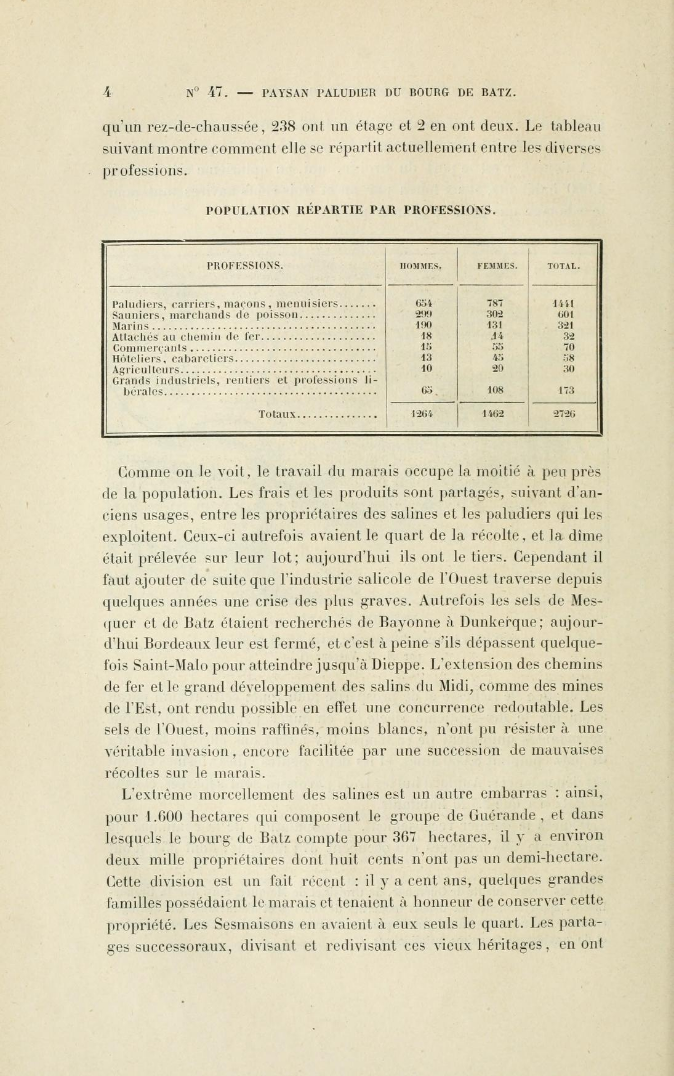 4 N° 47. — PAYSAN PALUDIER DU BOURG DE BATZ.
qu'un rez-de-chaussée, 238 ont un étage et 2 en ont deux. Le tableau
suivant montre comment elle se répartit actuellement entre les diverses
professions.
POPULATION RÉPARTIE PAR PROFESSIONS.
PROFESSIONS. HOMMES. FEMMES. TOTAL.
Paludiers, carriers, maçons, menuisiers....... 654 787 1441
Sauniers, marchands de poisson.............. 299 302 601
Marins........................................ 190 131 321
Attachés au chemin de fer..................... 18 14 32
Commerçants.................................. 15 55 70
Hôteliers, cabaretiers.......................... 13 45 58
Agriculteurs.................................... 10 20 30
Grands industriels, rentiers et professions li-
bérales....................................... 65 108 173
Totaux............... 1264 1462 2726
Comme on le voit, le travail du marais occupe la moitié à peu près
de la population. Les frais et les produits sont partagés, suivant d'an-
ciens usages, entre les propriétaires des salines et les paludiers qui les
exploitent. Ceux-ci autrefois avaient le quart de la récolte, et la dîme
était prélevée sur leur lot; aujourd'hui ils ont le tiers. Cependant il
faut ajouter de suite que l'industrie salicole de l'Ouest traverse depuis
quelques années une crise des plus graves. Autrefois les sels de Mes-
quer et de Batz étaient recherchés de Bayonne à Dunkerque; aujour-
d'hui Bordeaux leur est fermé, et c'est à peine s'ils dépassent quelque-
fois Saint-Malo pour atteindre jusqu'à Dieppe. L'extension des chemins
de fer et le grand développement des salins du Midi, comme des mines
de l'Est, ont rendu possible en effet une concurrence redoutable. Les
sels de l'Ouest, moins raffinés, moins blancs, n'ont pu résister à une
véritable invasion, encore facilitée par une succession de mauvaises
récoltes sur le marais.
L'extrême morcellement des salines est un autre embarras : ainsi,
pour 1.600 hectares qui composent le groupe de Guérande, et dans
lesquels le bourg de Batz compte pour 367 hectares, il y a environ
deux mille propriétaires dont huit cents n'ont pas un demi-hectare.
Cette division est un fait récent : il y a cent ans, quelques grandes
familles possédaient le marais et tenaient à honneur de conserver cette
propriété. Les Sesmaisons en avaient à eux seuls le quart. Les parta-
ges successoraux, divisant et redivisant ces vieux héritages, en ont